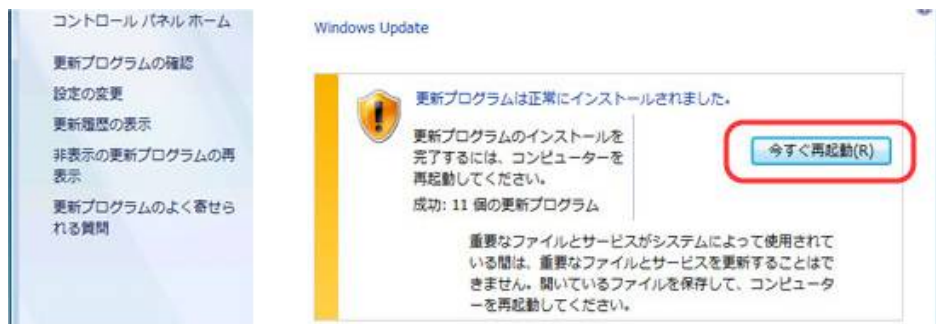 コントロール パネル ホーム
更新プログラムの確認
設定の変更
更新履歴の表示
非表示の更新プログラムの再
表示
更新プログラムのよく寄せら
れる質問
Windows Update
更新プログラムは正常にインストールされました。
更新プログラムのインストールを
完了するには、コンピューターを
再起動してください。
成功: 11 個の更新プログラム
今すぐ再起動(R)
重要なファイルとサービスがシステムによって使用されて
いる間は、重要なファイルとサービスを更新することはで
きません。開いているファイルを保存して、コンピュータ
ーを再起動してください。